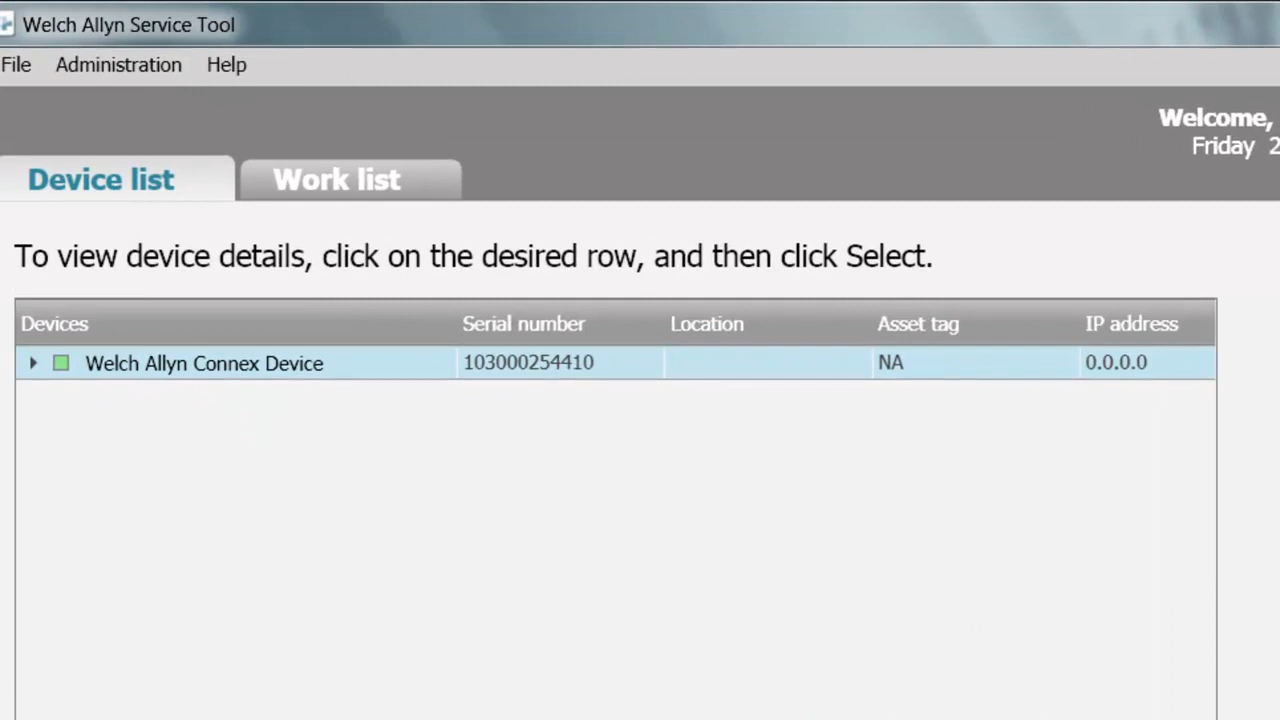 Welch Allyn Service Tool
File Administration Help
Welcome,
Friday 2
Device list Work list
To view device details, click on the desired row, and then click Select.
Devices Serial number Location Asset tag IP address
Welch Allyn Connex Device 103000254410 NA 0.0.0.0